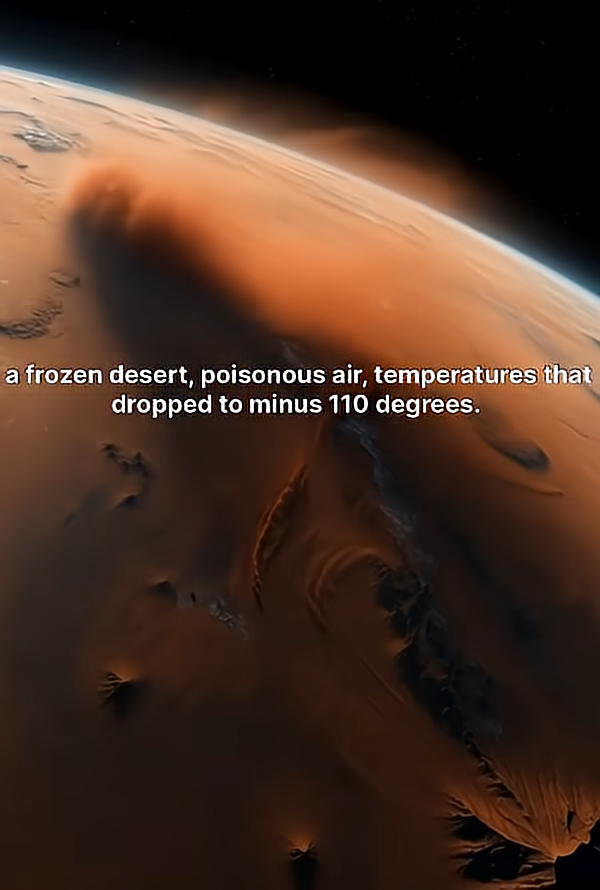 a frozen desert, poisonous air, temperatures that
dropped to minus 110 degrees.